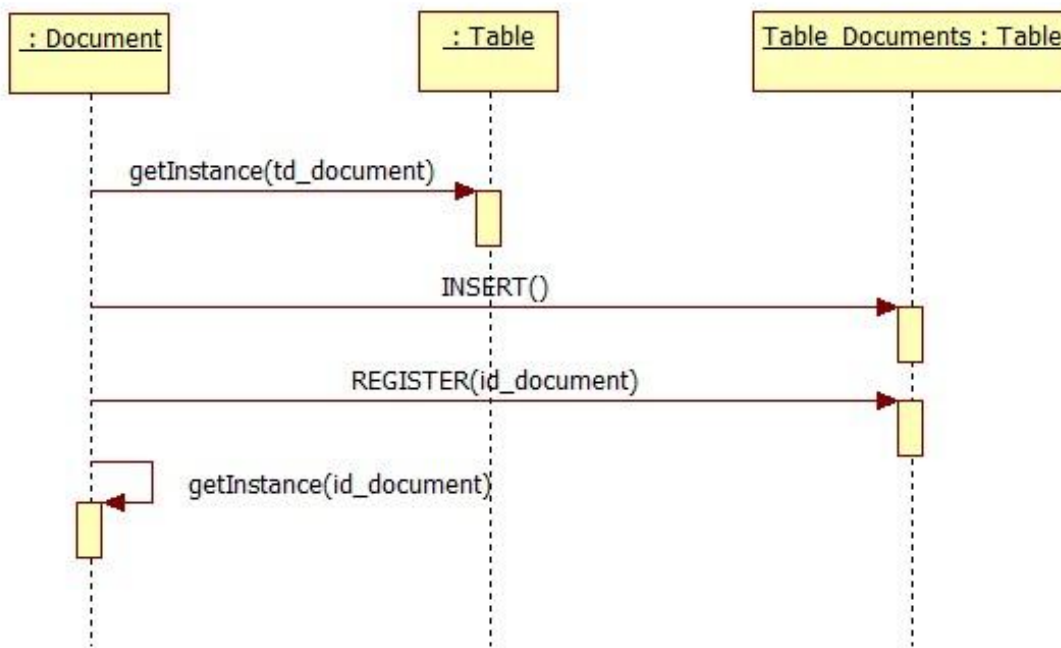 : Document
: Table
Table_Documents : Table
getInstance(td_document)
INSERT()
REGISTER(id_document)
getInstance(id_document)